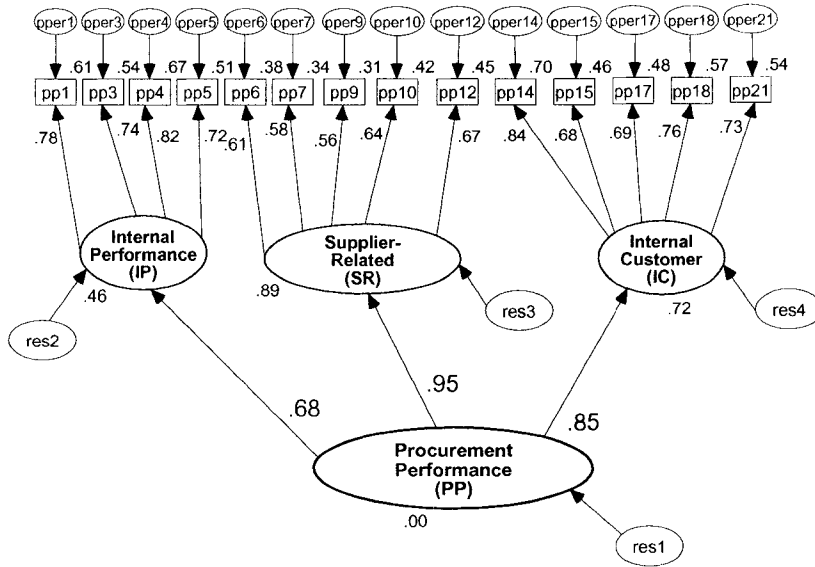 pper1 pper3 pper4 pper5 pper6 pper7 pper9 pper10 pper12 pper14 pper15 pper17 pper18 pper21
.61 .54 .67 .51 .38 .34 .31 .42 .45 .70 .46 .48 .57 .54
pp1 pp3 pp4 pp5 pp6 pp7 pp9 pp10 pp12 pp14 pp15 pp17 pp18 pp21
.78 .74 .82 .72 .61 .58 .56 .64 .67 .84 .68 .69 .76 .73
Internal
Performance
(IP)
.46
Supplier-
Related
(SR)
.89
Internal
Customer
(IC)
.72
res2
res3
res4
.68
.95
.85
Procurement
Performance
(PP)
.00
res1